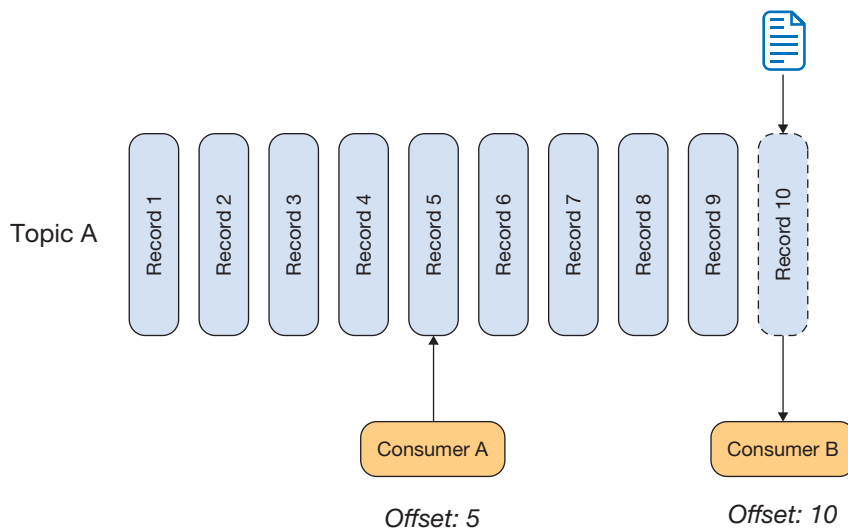 Topic A
Record 1
Record 2
Record 3
Record 4
Record 5
Record 6
Record 7
Record 8
Record 9
Record 10
Consumer A
Consumer B
Offset: 5
Offset: 10